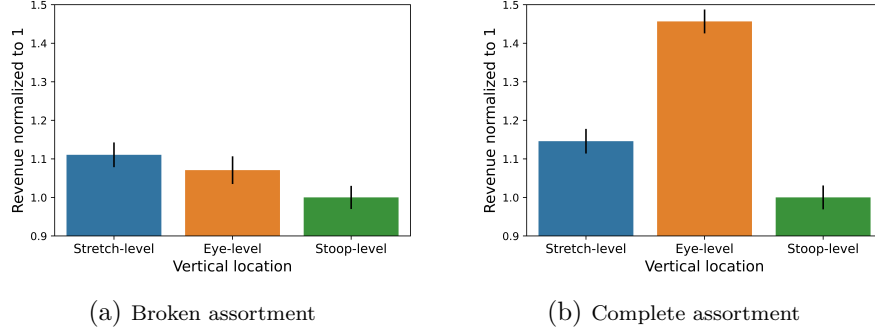 1.5
1.4
1.3
1.2
1.1
1.0
0.9
Revenue normalized to 1
Stretch-level Eye-level Stoop-level
Vertical location
(a) Broken assortment
1.5
1.4
1.3
1.2
1.1
1.0
0.9
Revenue normalized to 1
Stretch-level Eye-level Stoop-level
Vertical location
(b) Complete assortment